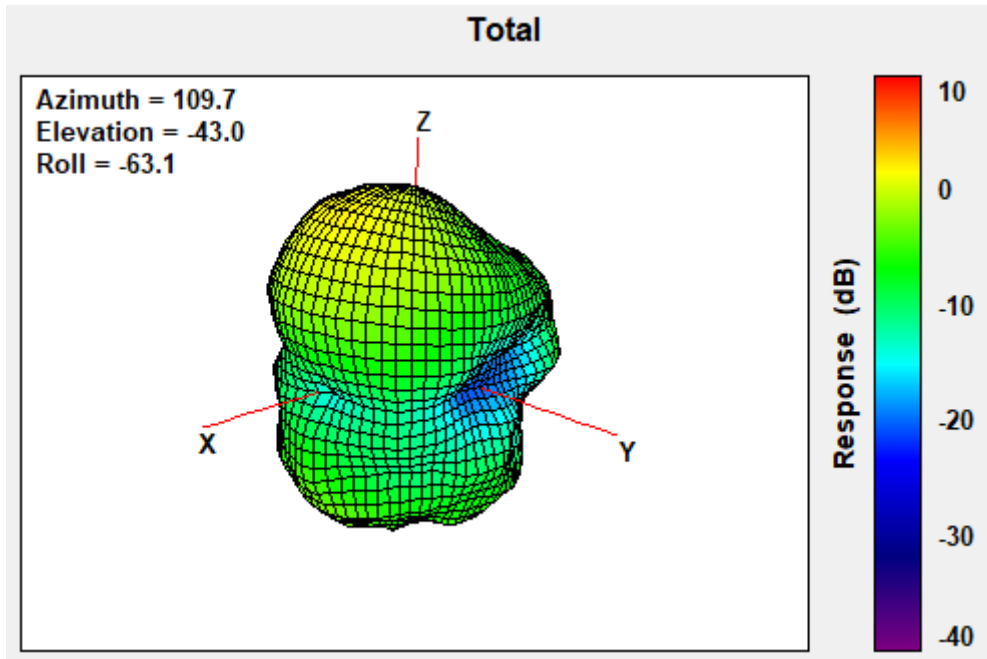 Total
Azimuth = 109.7
Elevation = -43.0
Roll = -63.1
Z
X
Y
10
0
-10
-20
-30
-40
Response (dB)